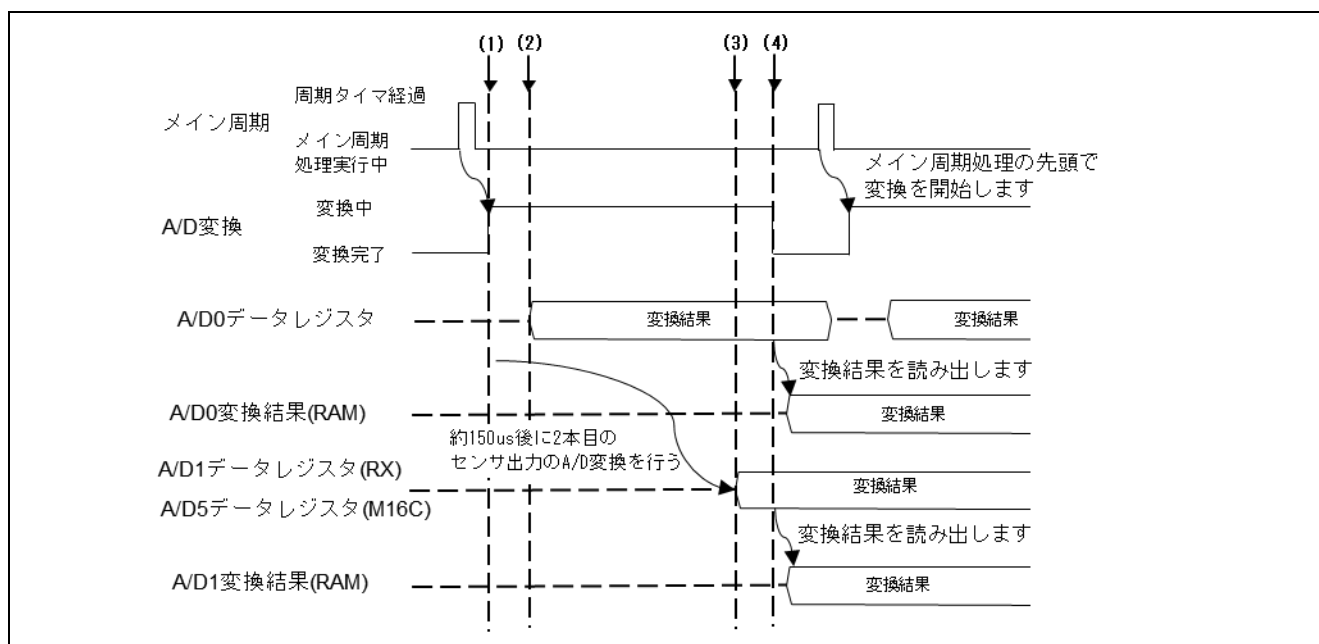 (1) (2) (3) (4)
周期タイマ経過
メイン周期
メイン周期
処理実行中
メイン周期処理の先頭で
変換を開始します
変換中
A/D変換
変換完了
A/D0データレジスタ
変換結果
変換結果
変換結果を読み出します
A/D0変換結果(RAM)
変換結果
約150us後に2本目の
センサ出力のA/D変換を行う
A/D1データレジスタ(RX)
変換結果
A/D5データレジスタ(M16C)
変換結果を読み出します
A/D1変換結果(RAM)
変換結果